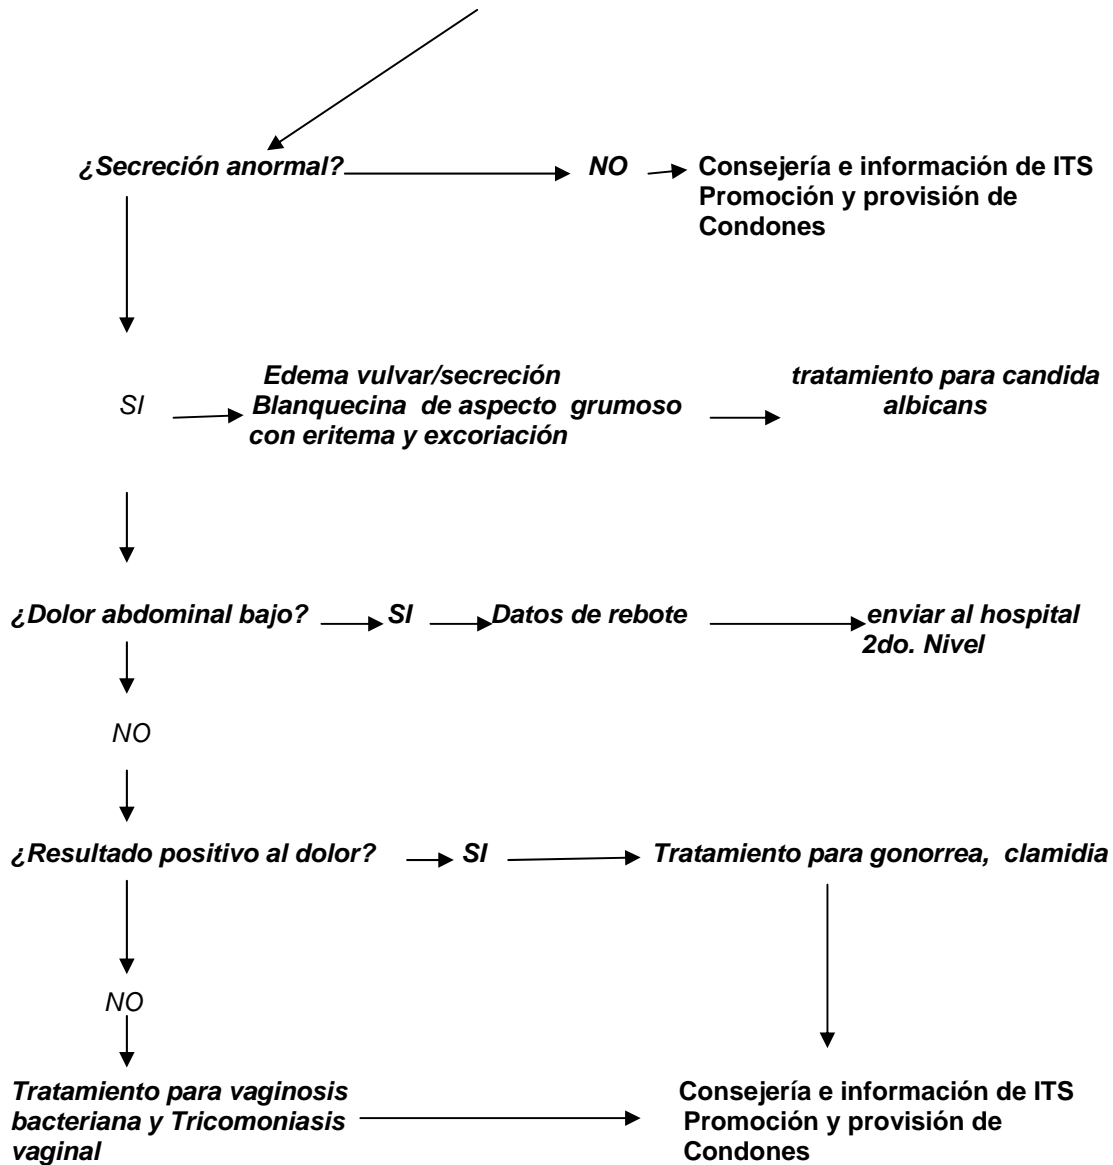 ¿Secreción anormal?
NO
Consejería e información de ITS
Promoción y provisión de
Condones
SI
Edema vulvar/secreción
Blanquecina de aspecto grumoso
con eritema y excoriación
tratamiento para candida
albicans
¿Dolor abdominal bajo?
SI
Datos de rebote
enviar al hospital
2do. Nivel
NO
¿Resultado positivo al dolor?
SI
Tratamiento para gonorrea, clamidia
NO
Tratamiento para vaginosis
bacteriana y Tricomoniasis
vaginal
Consejería e información de ITS
Promoción y provisión de
Condones